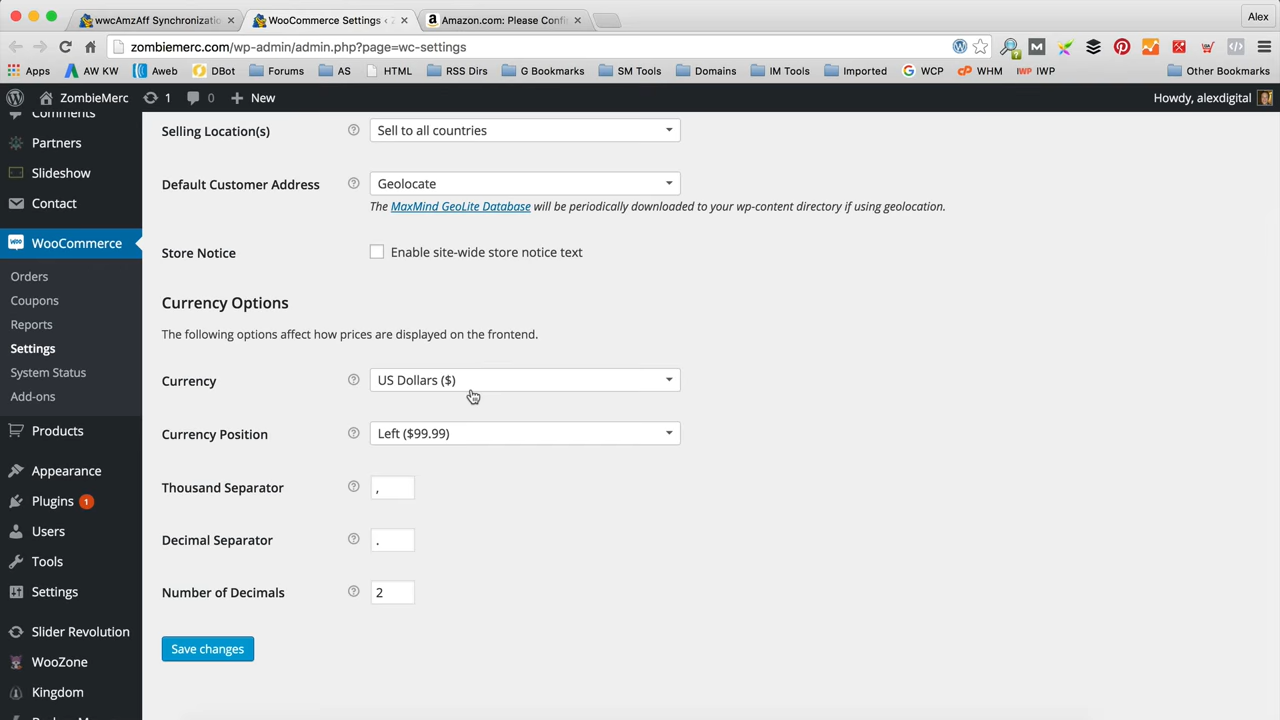 wwcAmzAff Synchronizatio
WooCommerce Settings ‹ Z
Amazon.com: Please Confi
Alex
zombiemerc.com/wp-admin/admin.php?page=wc-settings
Apps
AW KW
Aweb
DBot
Forums
AS
HTML
RSS Dirs
G Bookmarks
SM Tools
Domains
IM Tools
Imported
WCP
WHM
IWP
Other Bookmarks
ZombieMerc
1
0
New
Howdy, alexdigital
Comments
Partners
Slideshow
Contact
WooCommerce
Orders
Coupons
Reports
Settings
System Status
Add-ons
Products
Appearance
Plugins 1
Users
Tools
Settings
Slider Revolution
WooZone
Kingdom
Selling Location(s)
Sell to all countries
Default Customer Address
Geolocate
The MaxMind GeoLite Database will be periodically downloaded to your wp-content directory if using geolocation.
Store Notice
Enable site-wide store notice text
Currency Options
The following options affect how prices are displayed on the frontend.
Currency
US Dollars ($)
Currency Position
Left ($99.99)
Thousand Separator
,
Decimal Separator
.
Number of Decimals
2
Save changes